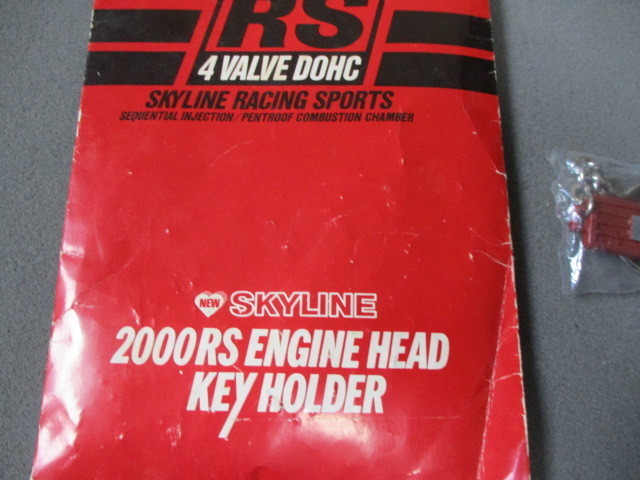 RS
4 VALVE DOHC
SKYLINE RACING SPORTS
SEQUENTIAL INJECTION/PENTROOF COMBUSTION CHAMBER
NEW SKYLINE
2000RS ENGINE HEAD
KEY HOLDER